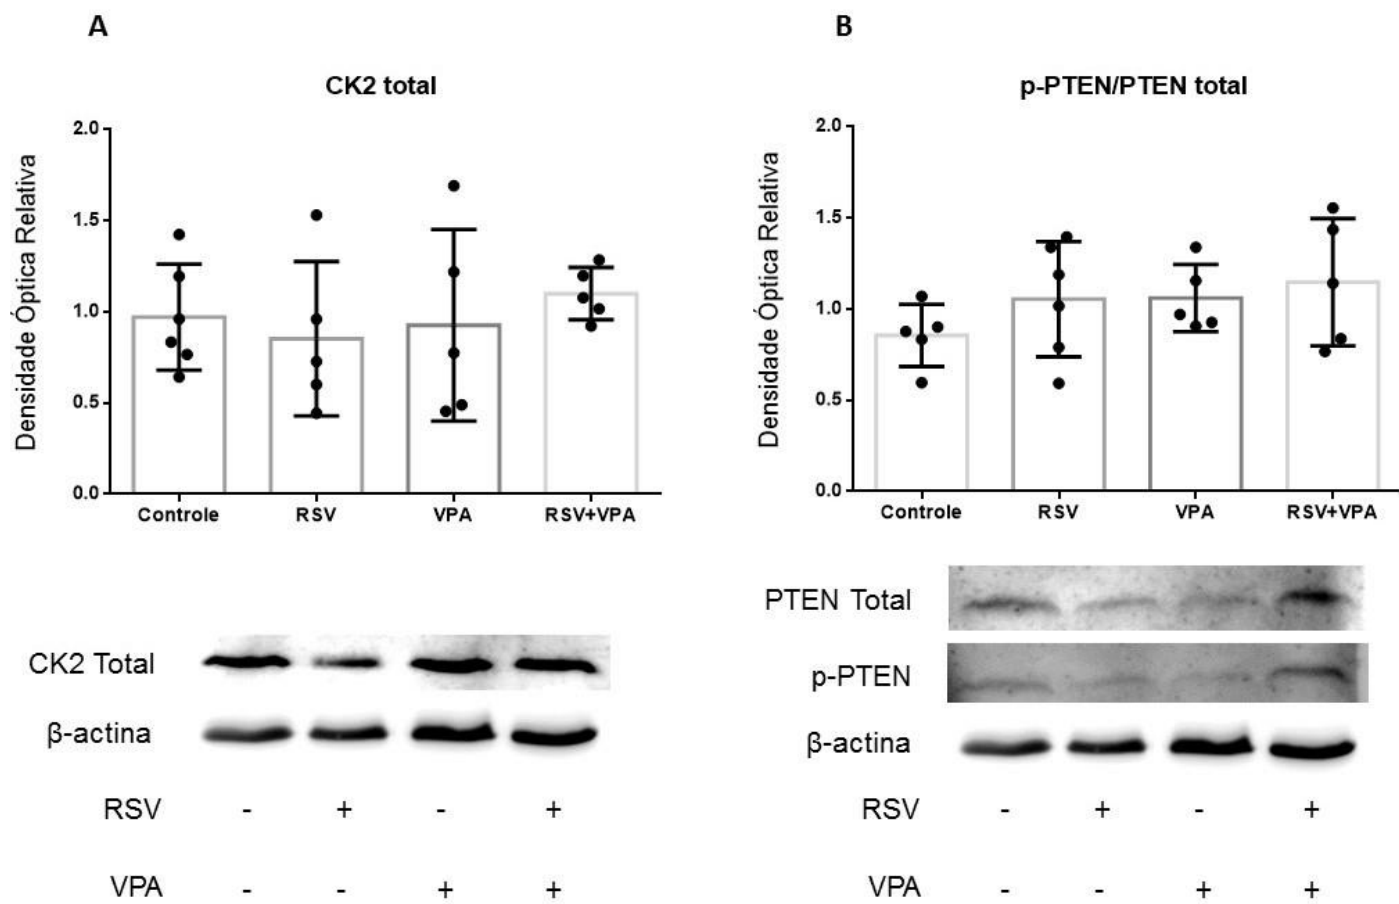 A
CK2 total
Densidade Óptica Relativa
2.0
1.5
1.0
0.5
0.0
Controle RSV VPA RSV+VPA
CK2 Total
β-actina
RSV - + - +
VPA - - + +
B
p-PTEN/PTEN total
Densidade Óptica Relativa
2.0
1.5
1.0
0.5
0.0
Controle RSV VPA RSV+VPA
PTEN Total
p-PTEN
β-actina
RSV - + - +
VPA - - + +